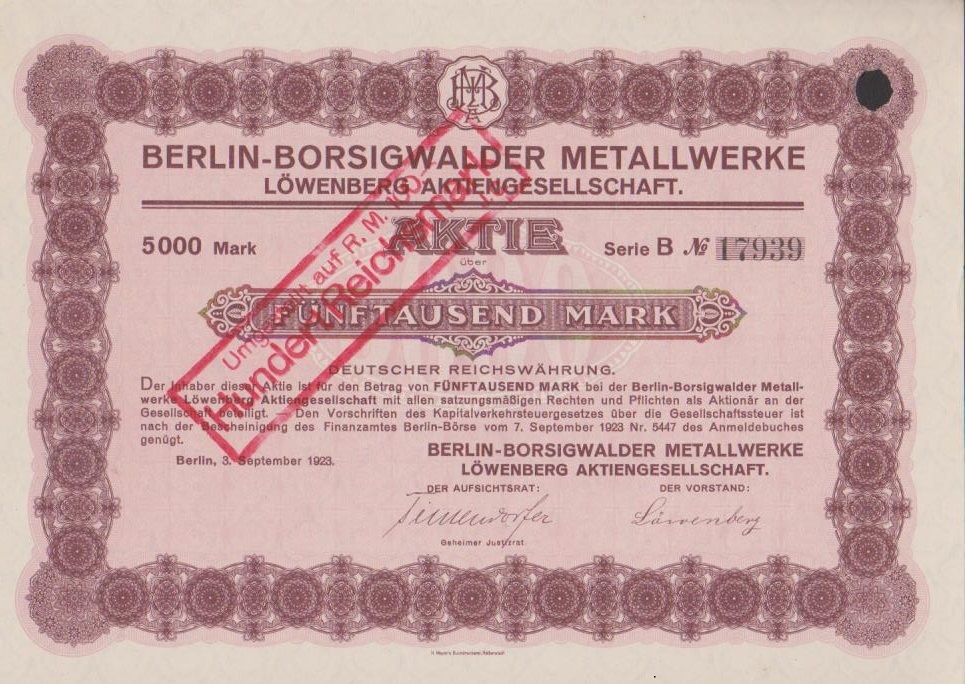 BERLIN-BORSIGWALDER METALLWERKE
LÖWENBERG AKTIENGESELLSCHAFT.
5000 Mark
AKTIE
Serie B № 17939
über
FÜNFTAUSEND MARK
DEUTSCHER REICHSWÄHRUNG.
Der Inhaber dieser Aktie ist für den Betrag von FÜNFTAUSEND MARK bei der Berlin-Borsigwalder Metall-
werke Löwenberg Aktiengesellschaft mit allen satzungsmäßigen Rechten und Pflichten als Aktionär an der
Gesellschaft beteiligt. — Den Vorschriften des Kapitalverkehrsteuergesetzes über die Gesellschaftssteuer ist
nach der Bescheinigung des Finanzamtes Berlin-Börse vom 7. September 1923 Nr. 5447 des Anmeldebuches
genügt.
Berlin, 3. September 1923.
BERLIN-BORSIGWALDER METALLWERKE
LÖWENBERG AKTIENGESELLSCHAFT.
DER AUFSICHTSRAT:
DER VORSTAND:
Timendorfer
Löwenberg
Geheimer Justizrat.
Umgestellt auf R. M. 100.-
Hundert Reichsmark